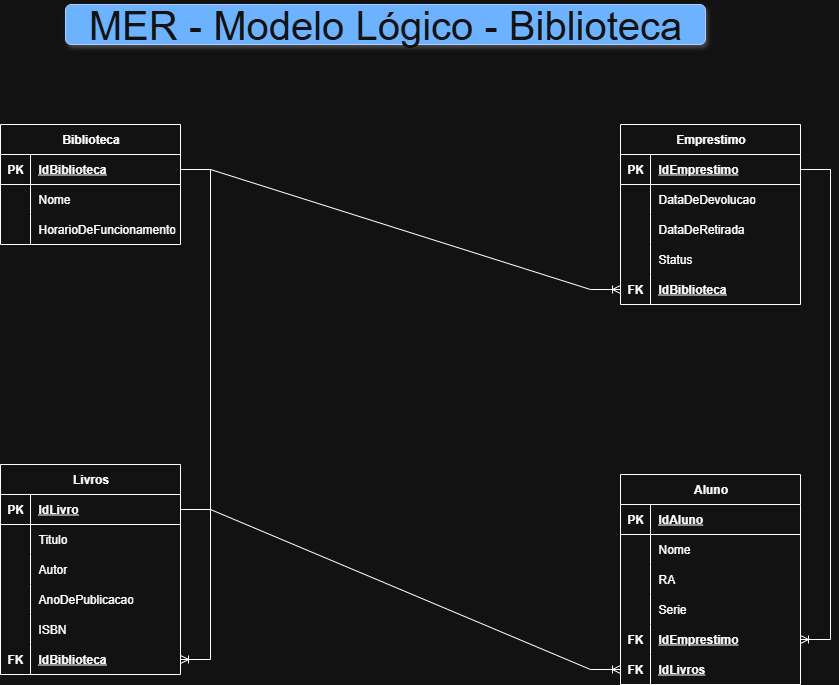 MER - Modelo Lógico - Biblioteca
Biblioteca
PK IdBiblioteca
Nome
HorarioDeFuncionamento
Emprestimo
PK IdEmprestimo
DataDeDevolucao
DataDeRetirada
Status
FK IdBiblioteca
Livros
PK IdLivro
Titulo
Autor
AnoDePublicacao
ISBN
FK IdBiblioteca
Aluno
PK IdAluno
Nome
RA
Serie
FK IdEmprestimo
FK IdLivros